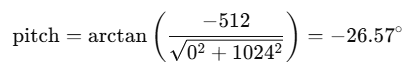 pitch = arctan ( −512 / √(0² + 1024²) ) = −26.57°